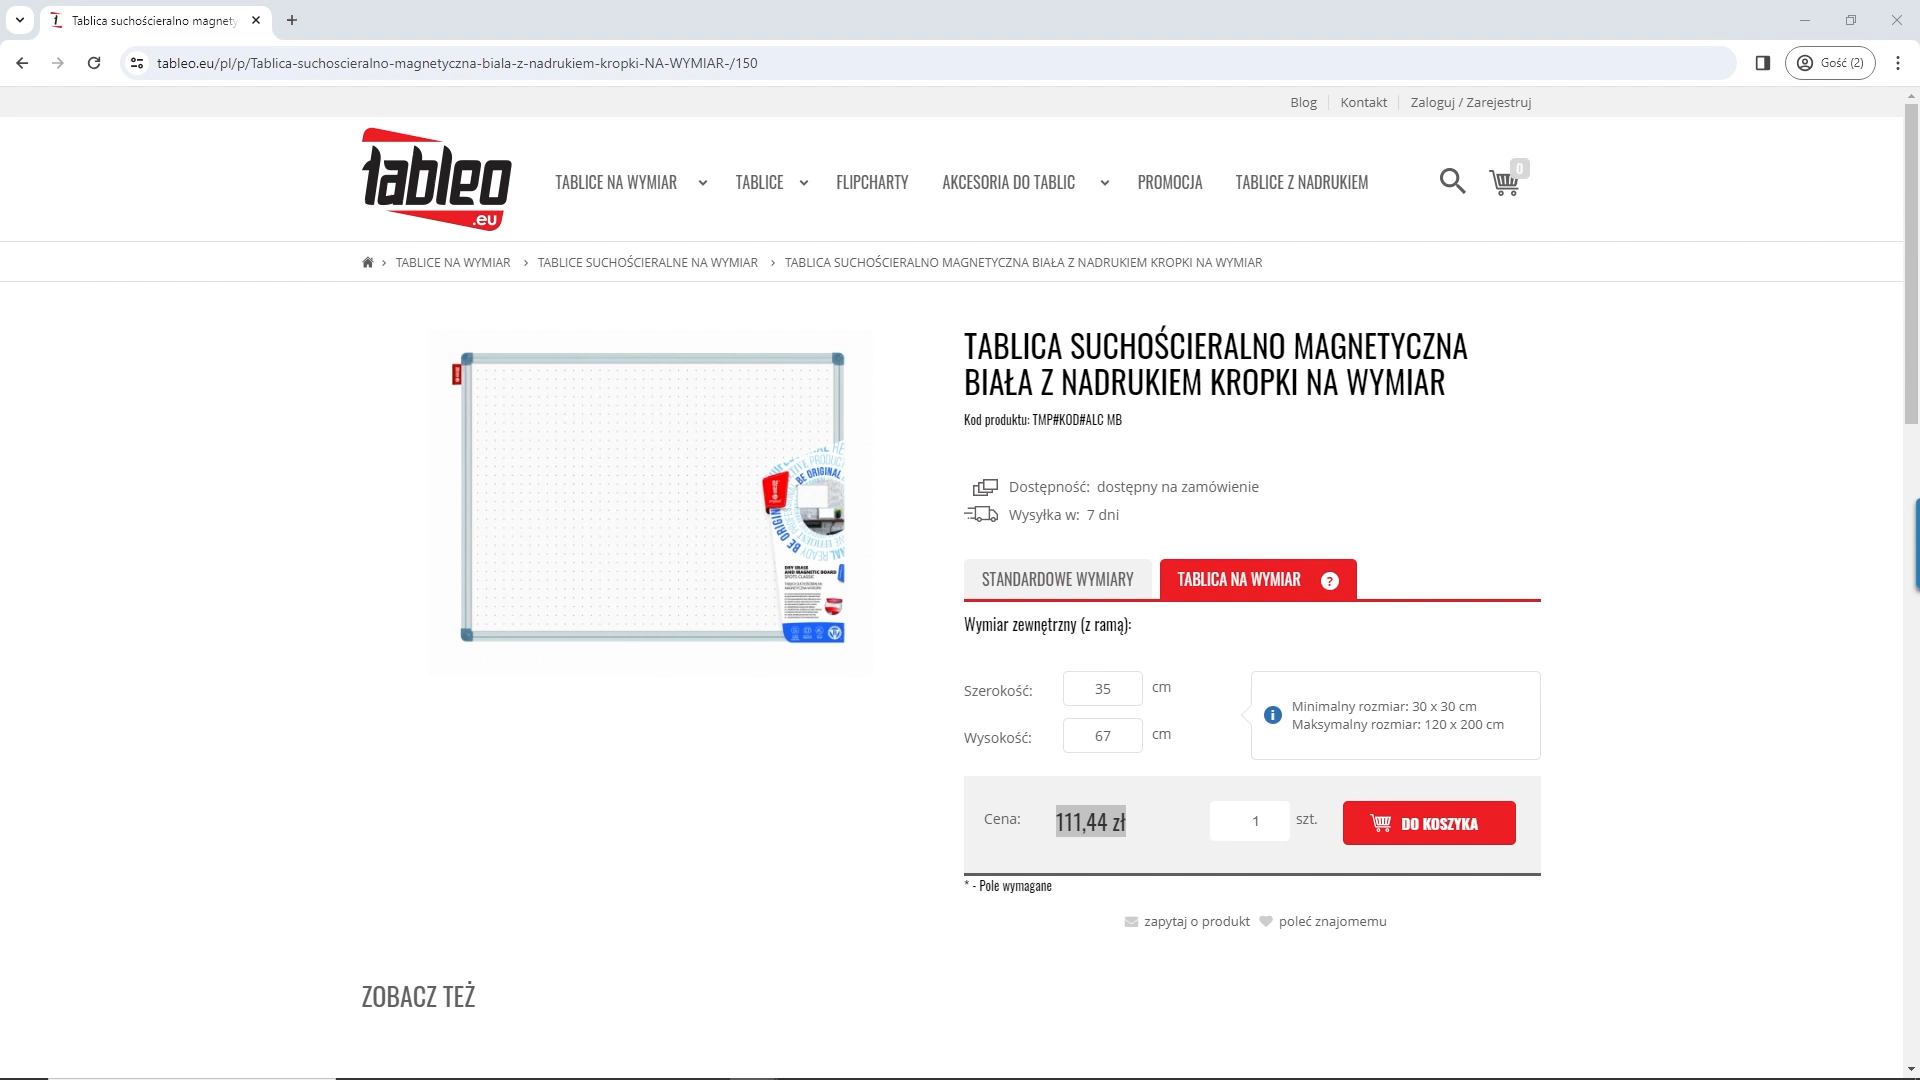 Tablica suchościeralno magnety
tableo.eu/pl/p/Tablica-suchoscieralno-magnetyczna-biala-z-nadrukiem-kropki-NA-WYMIAR-/150
Gość (2)
Blog
Kontakt
Zaloguj / Zarejestruj
tableo
.eu
TABLICE NA WYMIAR
TABLICE
FLIPCHARTY
AKCESORIA DO TABLIC
PROMOCJA
TABLICE Z NADRUKIEM
0
TABLICE NA WYMIAR
TABLICE SUCHOŚCIERALNE NA WYMIAR
TABLICA SUCHOŚCIERALNO MAGNETYCZNA BIAŁA Z NADRUKIEM KROPKI NA WYMIAR
BE ORIGINAL
DRY ERASE
AND MAGNETIC BOARD
TABLICA SUCHOŚCIERALNO MAGNETYCZNA
BIAŁA Z NADRUKIEM KROPKI NA WYMIAR
Kod produktu: TMP#KOD#ALC MB
Dostępność: dostępny na zamówienie
Wysyłka w: 7 dni
STANDARDOWE WYMIARY
TABLICA NA WYMIAR ?
Wymiar zewnętrzny (z ramą):
Szerokość: 35 cm
Wysokość: 67 cm
Minimalny rozmiar: 30 x 30 cm
Maksymalny rozmiar: 120 x 200 cm
Cena: 111,44 zł
1 szt.
DO KOSZYKA
* - Pole wymagane
zapytaj o produkt
poleć znajomemu
ZOBACZ TEŻ